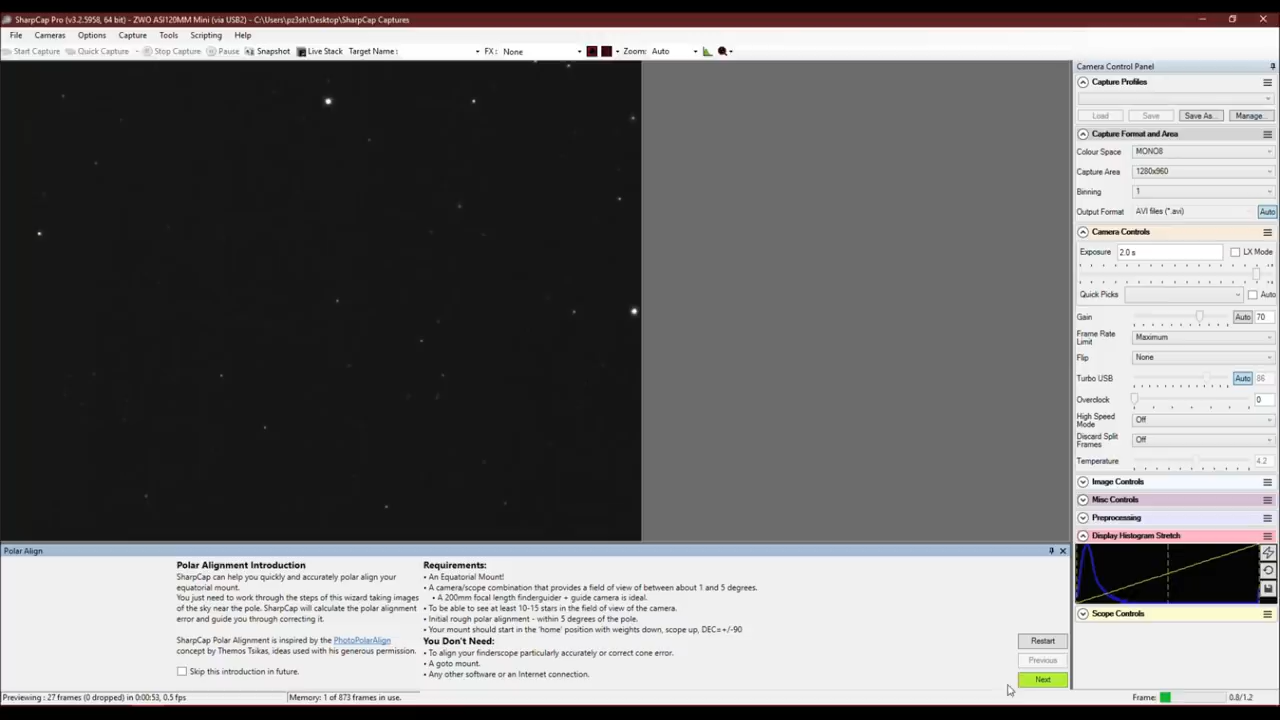 SharpCap Pro (v3.2.5958, 64 bit) - ZWO ASI120MM Mini (via USB2) - C:\Users\pz3sh\Desktop\SharpCap Captures
File Cameras Options Capture Tools Scripting Help
Start Capture Quick Capture Stop Capture Pause Snapshot Live Stack Target Name: FX: None Zoom: Auto
Camera Control Panel
Capture Profiles
Load Save Save As... Manage...
Capture Format and Area
Colour Space MONO8
Capture Area 1280x960
Binning 1
Output Format AVI files (*.avi) Auto
Camera Controls
Exposure 2.0 s LX Mode
Quick Picks Auto
Gain Auto 70
Frame Rate Limit Maximum
Flip None
Turbo USB Auto 86
Overclock 0
High Speed Mode Off
Discard Split Frames Off
Temperature 4.2
Image Controls
Misc Controls
Preprocessing
Display Histogram Stretch
Scope Controls
Polar Align
Polar Alignment Introduction
SharpCap can help you quickly and accurately polar align your
equatorial mount.
You just need to work through the steps of this wizard taking images
of the sky near the pole. SharpCap will calculate the polar alignment
error and guide you through correcting it.
SharpCap Polar Alignment is inspired by the PhotoPolarAlign
concept by Themos Tsikas, ideas used with his generous permission.
Skip this introduction in future.
Requirements:
• An Equatorial Mount!
• A camera/scope combination that provides a field of view of between about 1 and 5 degrees.
• A 200mm focal length finderguider + guide camera is ideal.
• To be able to see at least 10-15 stars in the field of view of the camera.
• Initial rough polar alignment - within 5 degrees of the pole.
• Your mount should start in the 'home' position with weights down, scope up, DEC=+/-90
You Don't Need:
• To align your finderscope particularly accurately or correct cone error.
• A goto mount.
• Any other software or an Internet connection.
Restart
Previous
Next
Previewing : 27 frames (0 dropped) in 0:00:53, 0.5 fps Memory: 1 of 873 frames in use. Frame: 0.8/1.2